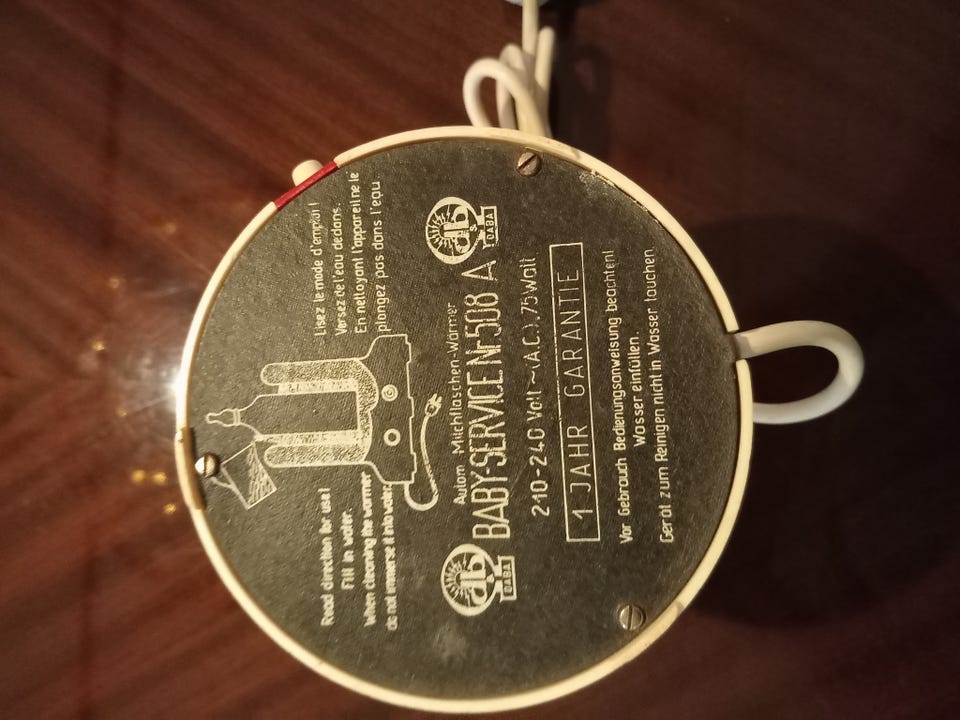 Read direction for use!
Fill in water.
When cleaning the warmer
do not immerse it into water.
Lisez le mode d'emploi!
Versez de l'eau dedans.
En nettoyant l'appareil ne le
plongez pas dans l'eau.
Autom Milchflaschen-Wärmer
db
&
DABA
BABY-SERVICE Nr 508 A
db
&
DABA
210-240 Volt ~ (A.C.), 75 Watt
1 JAHR GARANTIE
Vor Gebrauch Bedienungsanweisung beachten!
Wasser einfüllen.
Gerät zum Reinigen nicht in Wasser tauchen